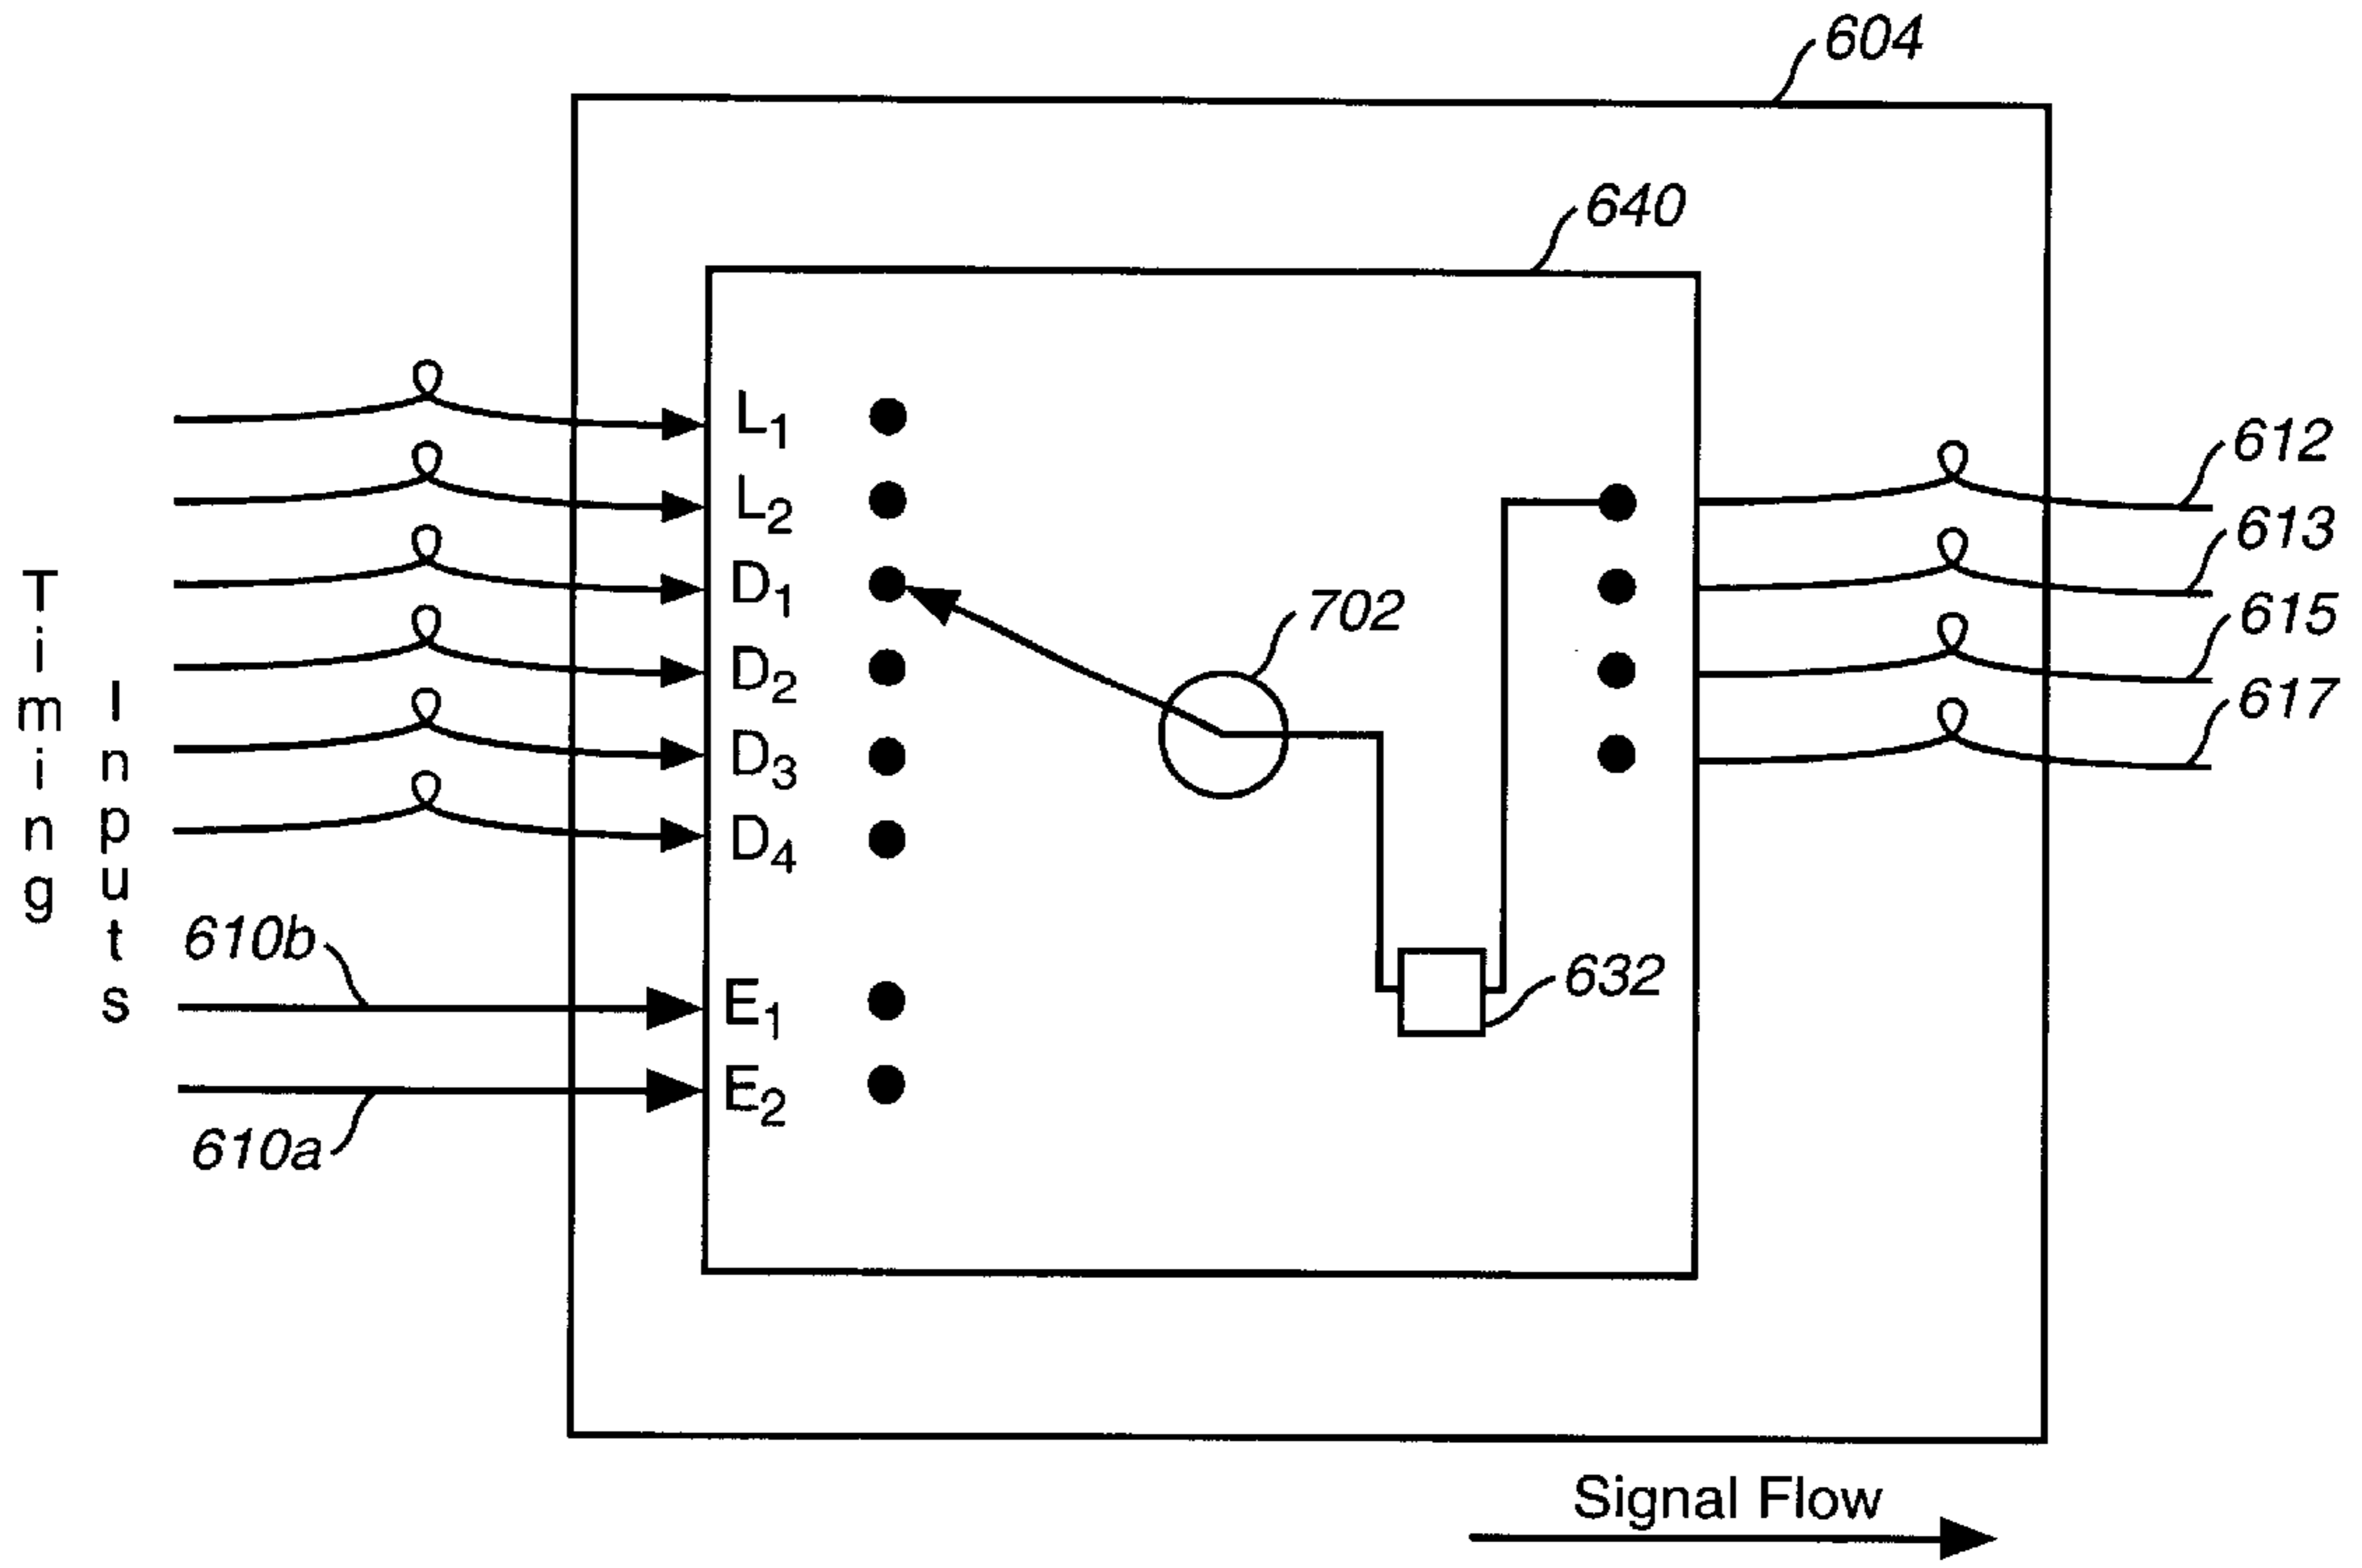 604
640
Timing
Inputs
L1
L2
D1
D2
D3
D4
E1
E2
702
632
612
613
615
617
610b
610a
Signal Flow